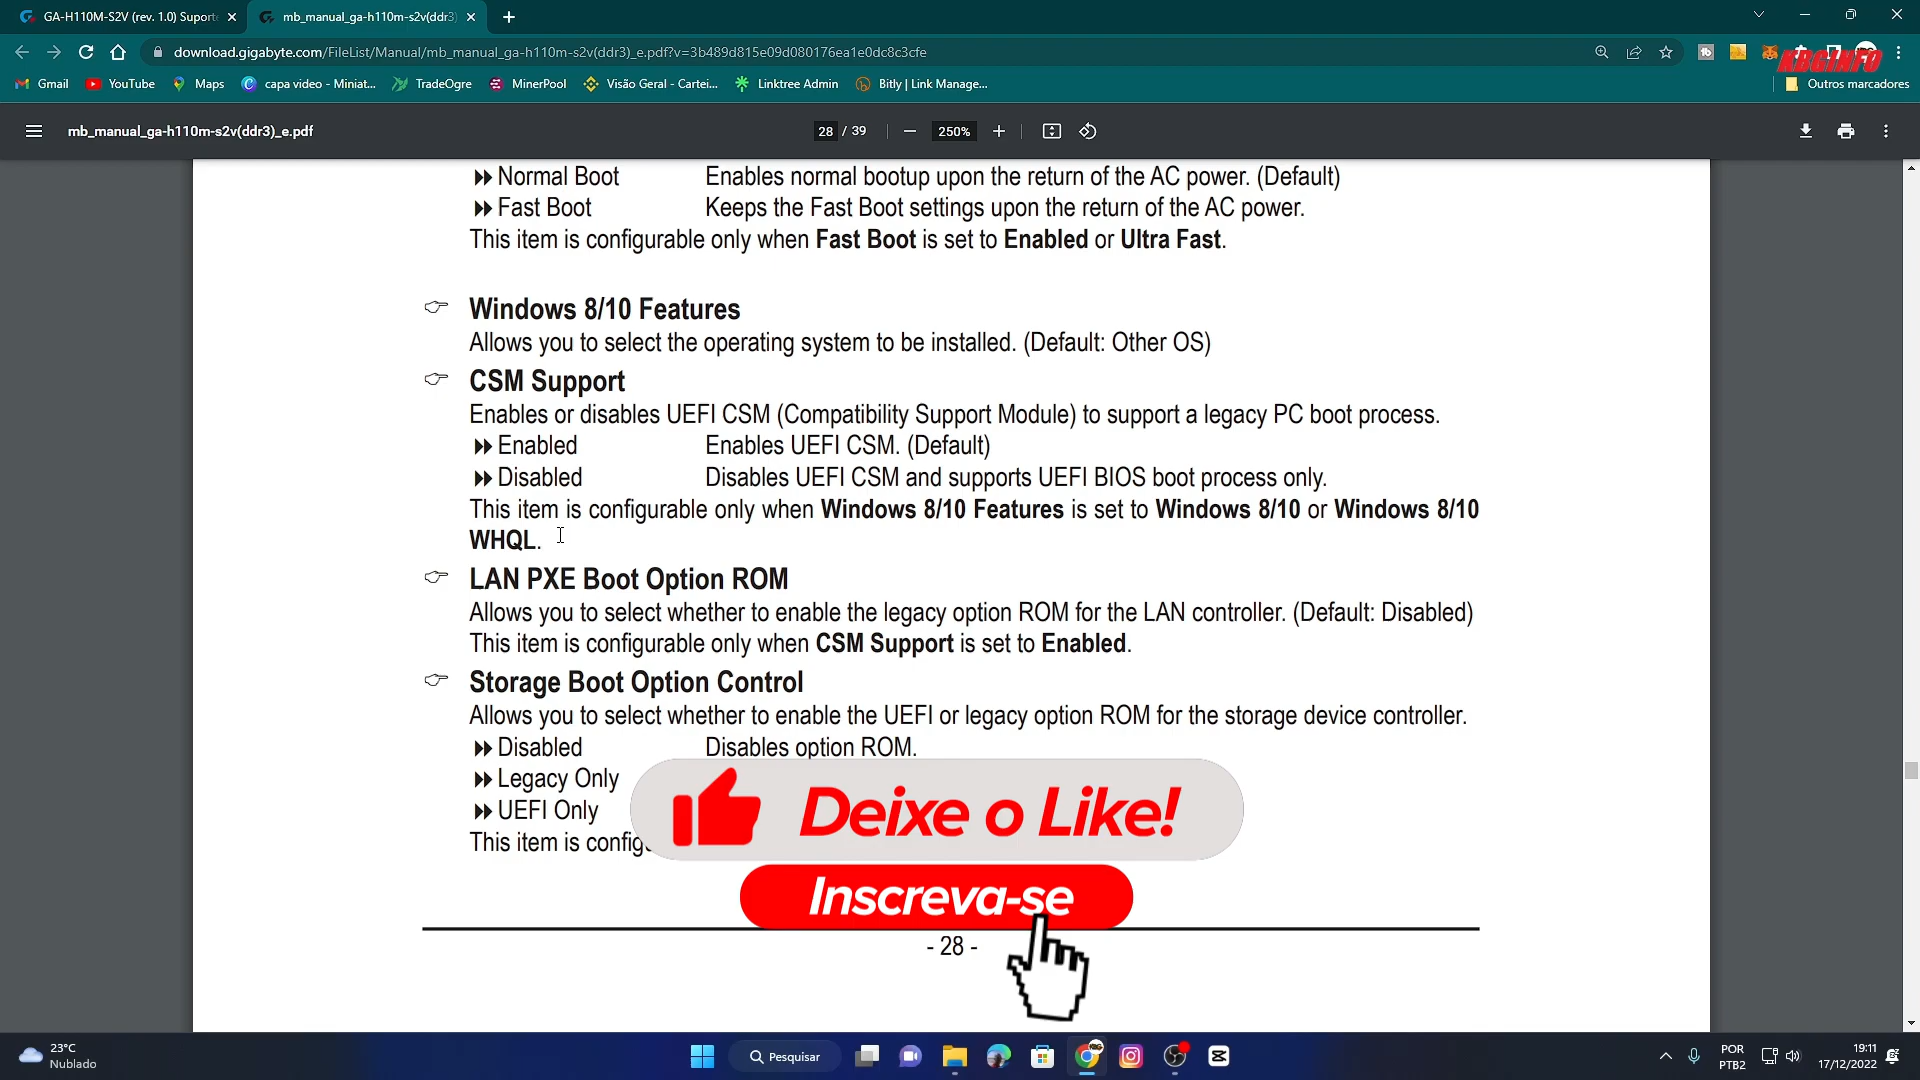 GA-H110M-S2V (rev. 1.0) Suporte
mb_manual_ga-h110m-s2v(ddr3)
download.gigabyte.com/FileList/Manual/mb_manual_ga-h110m-s2v(ddr3)_e.pdf?v=3b489d815e09d080176ea1e0dc8c3cfe
KBGINFO
Gmail YouTube Maps capa video - Miniat... TradeOgre MinerPool Visão Geral - Cartei... Linktree Admin Bitly | Link Manage... Outros marcadores
mb_manual_ga-h110m-s2v(ddr3)_e.pdf 28 / 39 250%
Normal Boot Enables normal bootup upon the return of the AC power. (Default)
Fast Boot Keeps the Fast Boot settings upon the return of the AC power.
This item is configurable only when Fast Boot is set to Enabled or Ultra Fast.
Windows 8/10 Features
Allows you to select the operating system to be installed. (Default: Other OS)
CSM Support
Enables or disables UEFI CSM (Compatibility Support Module) to support a legacy PC boot process.
Enabled Enables UEFI CSM. (Default)
Disabled Disables UEFI CSM and supports UEFI BIOS boot process only.
This item is configurable only when Windows 8/10 Features is set to Windows 8/10 or Windows 8/10
WHQL.
LAN PXE Boot Option ROM
Allows you to select whether to enable the legacy option ROM for the LAN controller. (Default: Disabled)
This item is configurable only when CSM Support is set to Enabled.
Storage Boot Option Control
Allows you to select whether to enable the UEFI or legacy option ROM for the storage device controller.
Disabled Disables option ROM.
Legacy Only
UEFI Only
This item is config
Deixe o Like!
Inscreva-se
- 28 -
23°C
Nublado
Pesquisar
POR
PTB2
19:11
17/12/2022